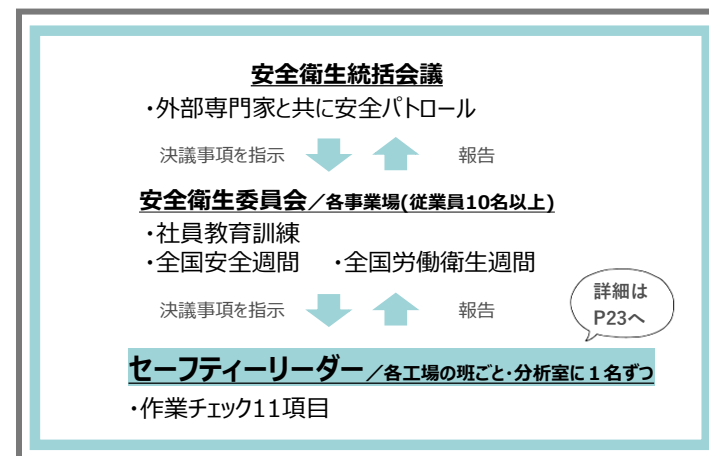 安全衛生統括会議
・外部専門家と共に安全パトロール
決議事項を指示 報告
安全衛生委員会／各事業場(従業員10名以上)
・社員教育訓練
・全国安全週間 ・全国労働衛生週間
決議事項を指示 報告
詳細は
P23へ
セーフティーリーダー／各工場の班ごと・分析室に１名ずつ
・作業チェック11項目